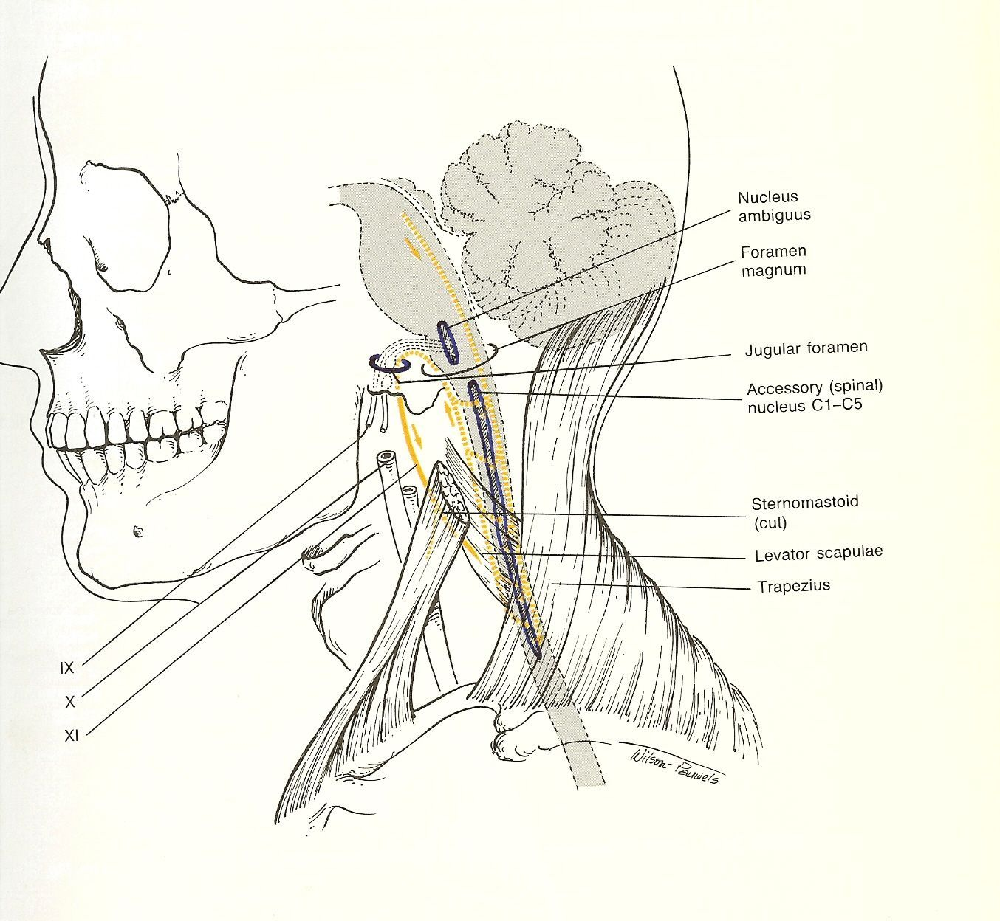 Nucleus
ambiguus
Foramen
magnum
Jugular foramen
Accessory (spinal)
nucleus C1–C5
Sternomastoid
(cut)
Levator scapulae
Trapezius
IX
X
XI
Wilson-Pauwels